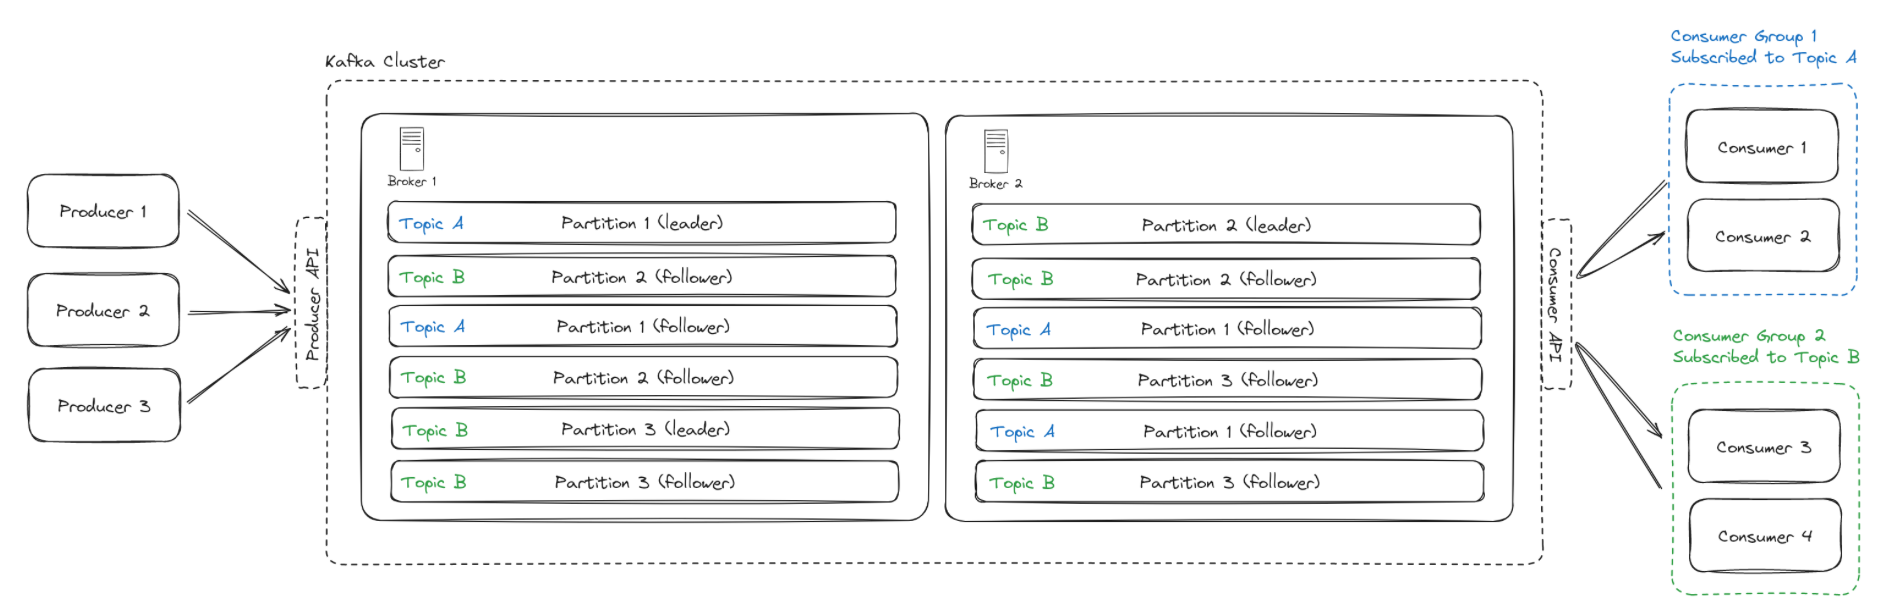 Kafka Cluster
Producer 1
Producer 2
Producer 3
Producer API
Broker 1
Topic A Partition 1 (leader)
Topic B Partition 2 (follower)
Topic A Partition 1 (follower)
Topic B Partition 2 (follower)
Topic B Partition 3 (leader)
Topic B Partition 3 (follower)
Broker 2
Topic B Partition 2 (leader)
Topic B Partition 2 (follower)
Topic A Partition 1 (follower)
Topic B Partition 3 (follower)
Topic A Partition 1 (follower)
Topic B Partition 3 (follower)
Consumer API
Consumer Group 1
Subscribed to Topic A
Consumer 1
Consumer 2
Consumer Group 2
Subscribed to Topic B
Consumer 3
Consumer 4